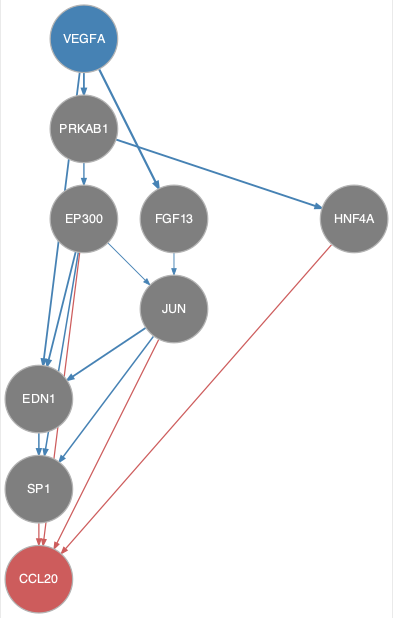 VEGFA
PRKAB1
EP300
FGF13
HNF4A
JUN
EDN1
SP1
CCL20